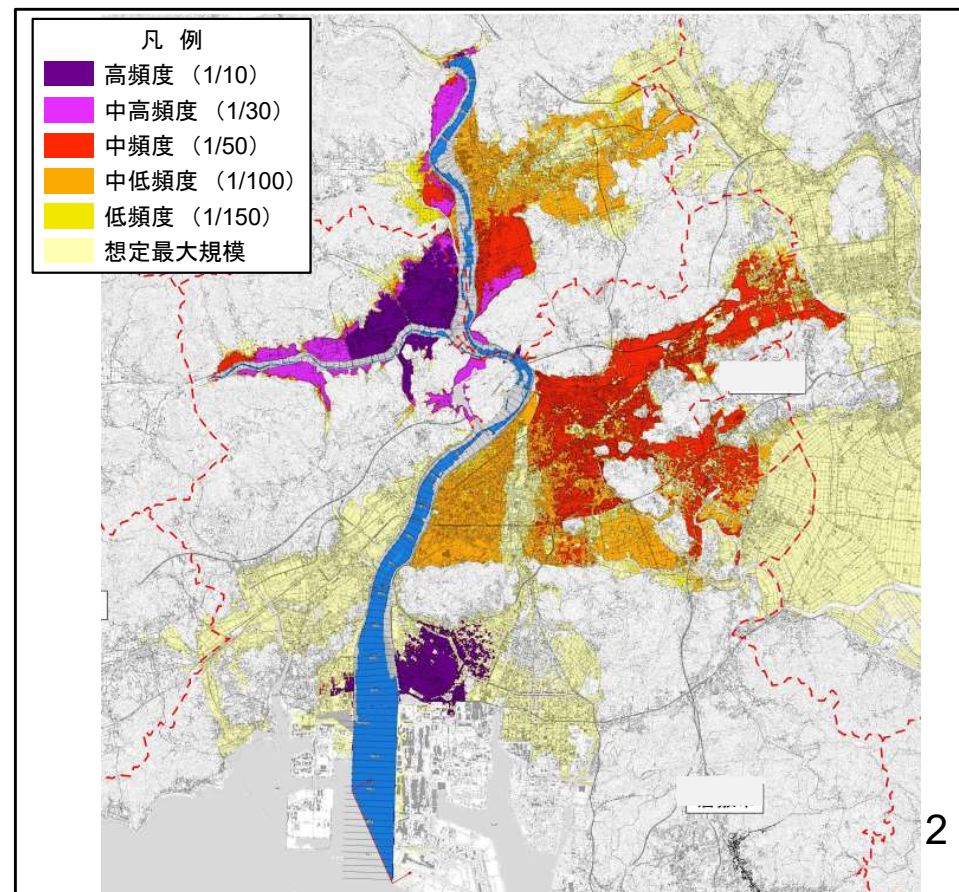 凡 例
高頻度 （1/10）
中高頻度 （1/30）
中頻度 （1/50）
中低頻度 （1/100）
低頻度 （1/150）
想定最大規模
2